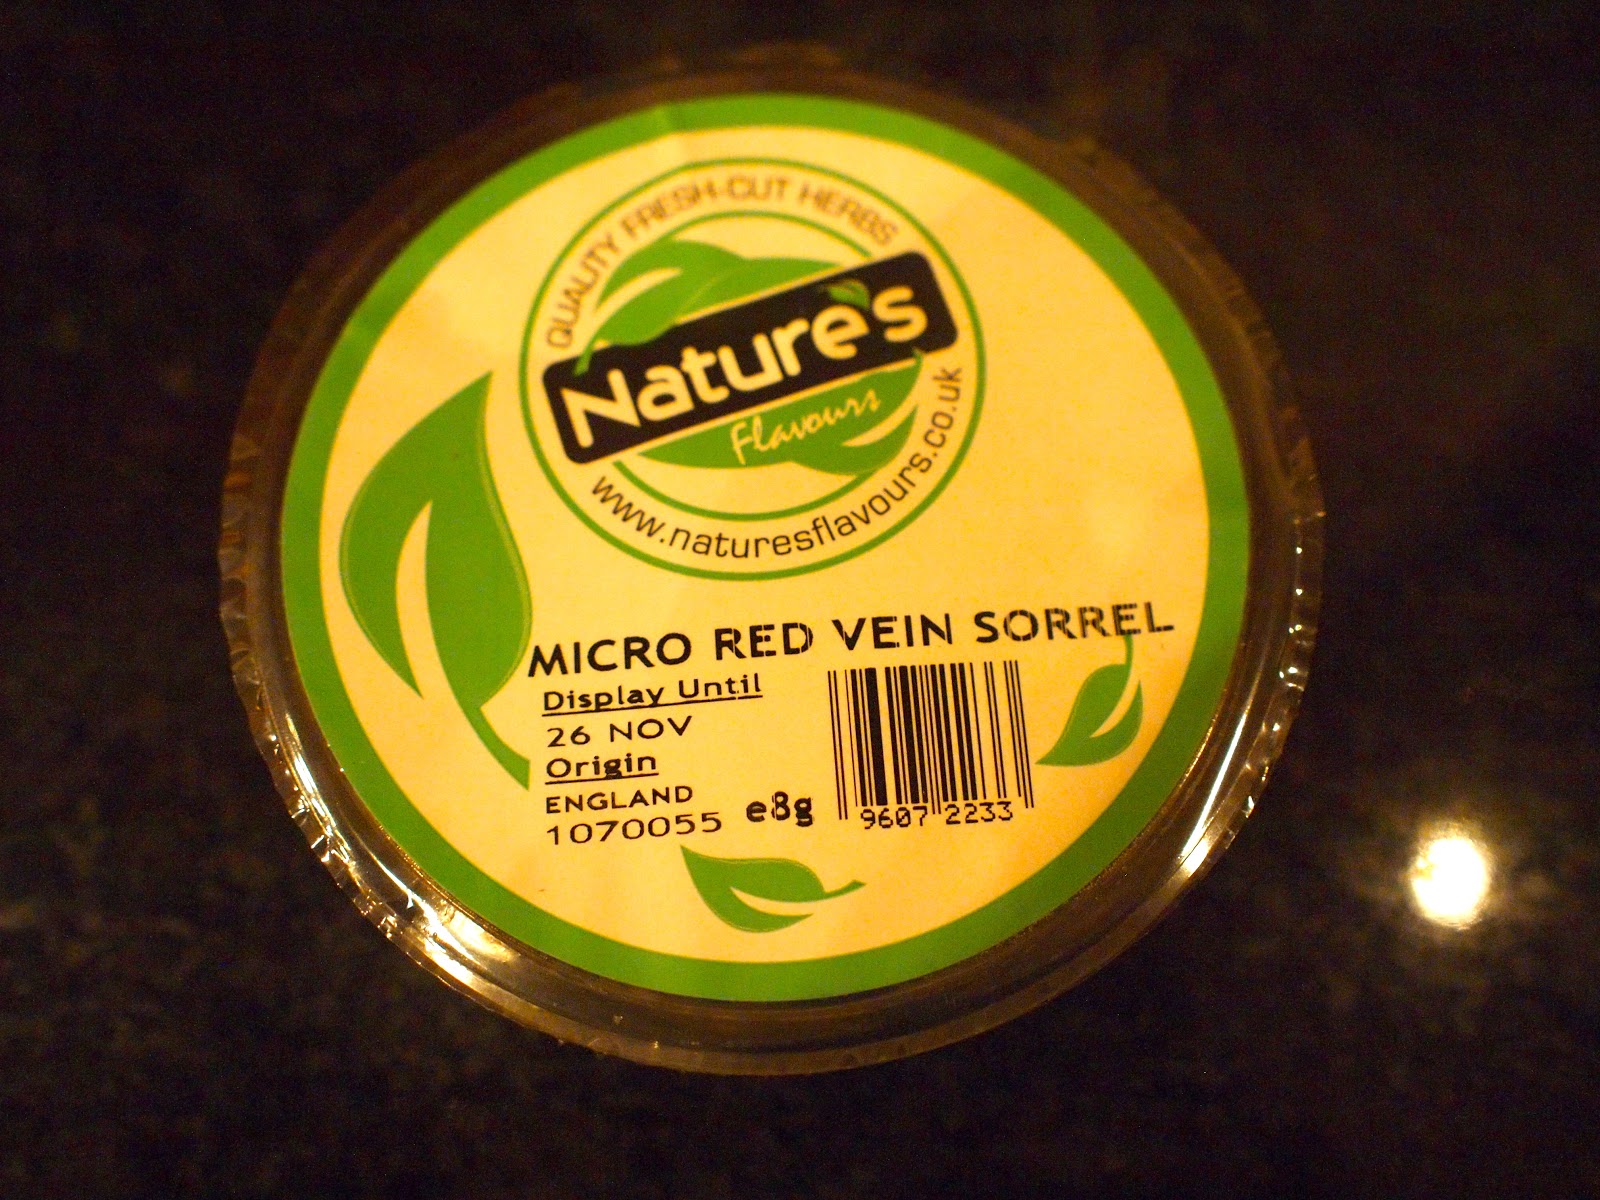 QUALITY FRESH-CUT HERBS
Nature's
Flavours
www.naturesflavours.co.uk
MICRO RED VEIN SORREL
Display Until
26 NOV
Origin
ENGLAND
1070055 e8g
9607 2233